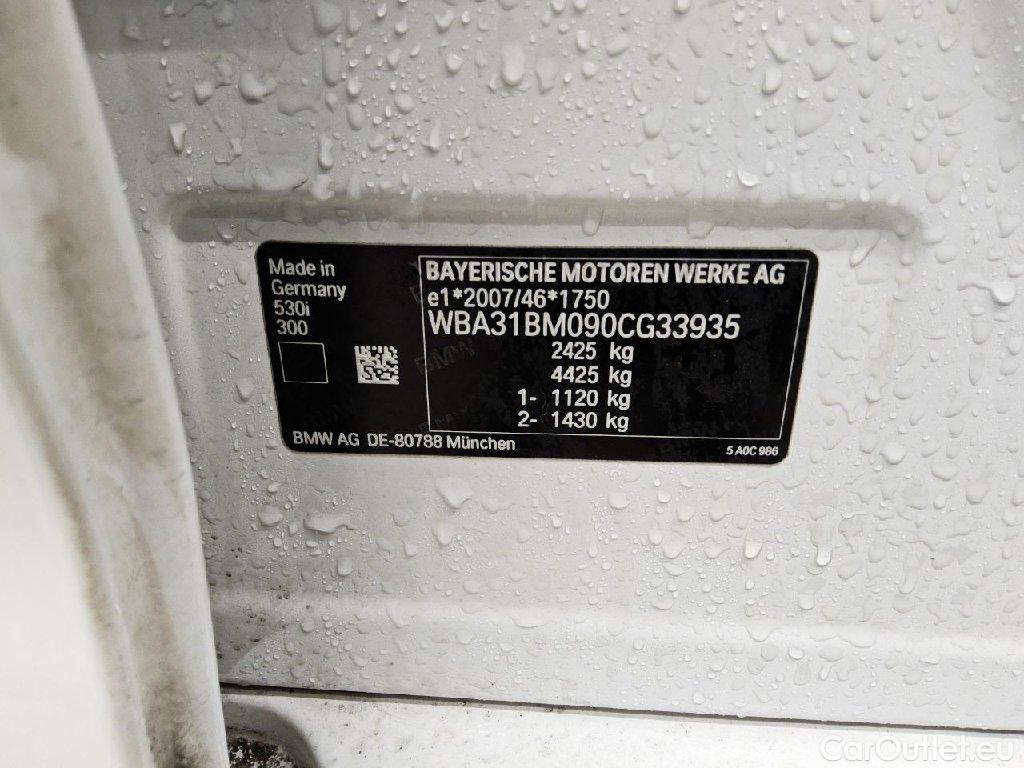 Made in
Germany
530i
300
BAYERISCHE MOTOREN WERKE AG
e1*2007/46*1750
WBA31BM090CG33935
2425 kg
4425 kg
1- 1120 kg
2- 1430 kg
BMW AG DE-80788 München
5 A0C 986
CarOutlet.eu